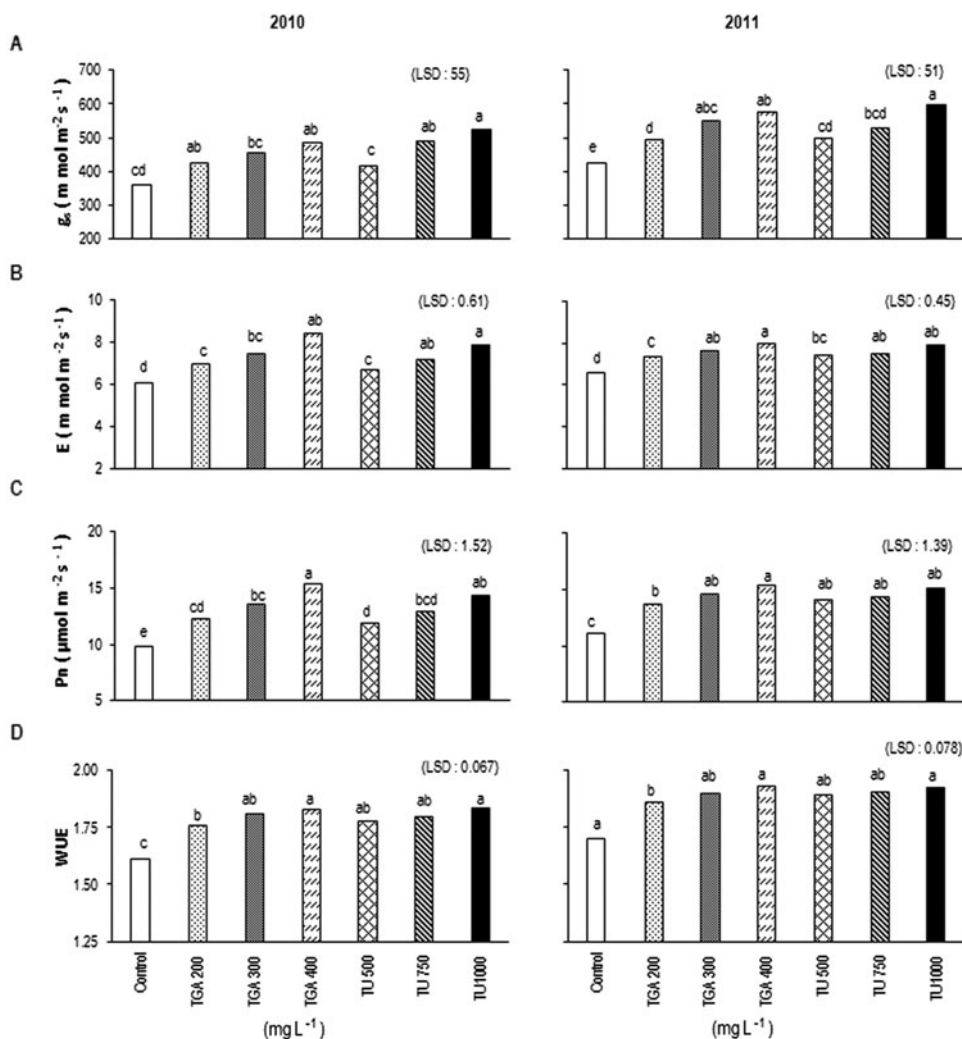 2010 2011
A
700
600
500
400
300
200
gs ( m mol m-2 s-1 )
(LSD : 55)
cd ab bc ab c ab a
(LSD : 51)
e d abc ab cd bcd a
B
10
8
6
4
2
E ( m mol m-2 s-1 )
(LSD : 0.61)
d c bc ab c ab a
(LSD : 0.45)
d c ab a bc ab ab
C
20
15
10
5
Pn ( µmol m-2 s-1 )
(LSD : 1.52)
e cd bc a d bcd ab
(LSD : 1.39)
c b ab a ab ab ab
D
2.00
1.75
1.50
1.25
WUE
(LSD : 0.067)
c b ab a ab ab a
(LSD : 0.078)
a b ab a ab ab a
Control TGA 200 TGA 300 TGA 400 TU 500 TU 750 TU1000
(mg L-1)
Control TGA 200 TGA 300 TGA 400 TU 500 TU 750 TU1000
(mg L-1)